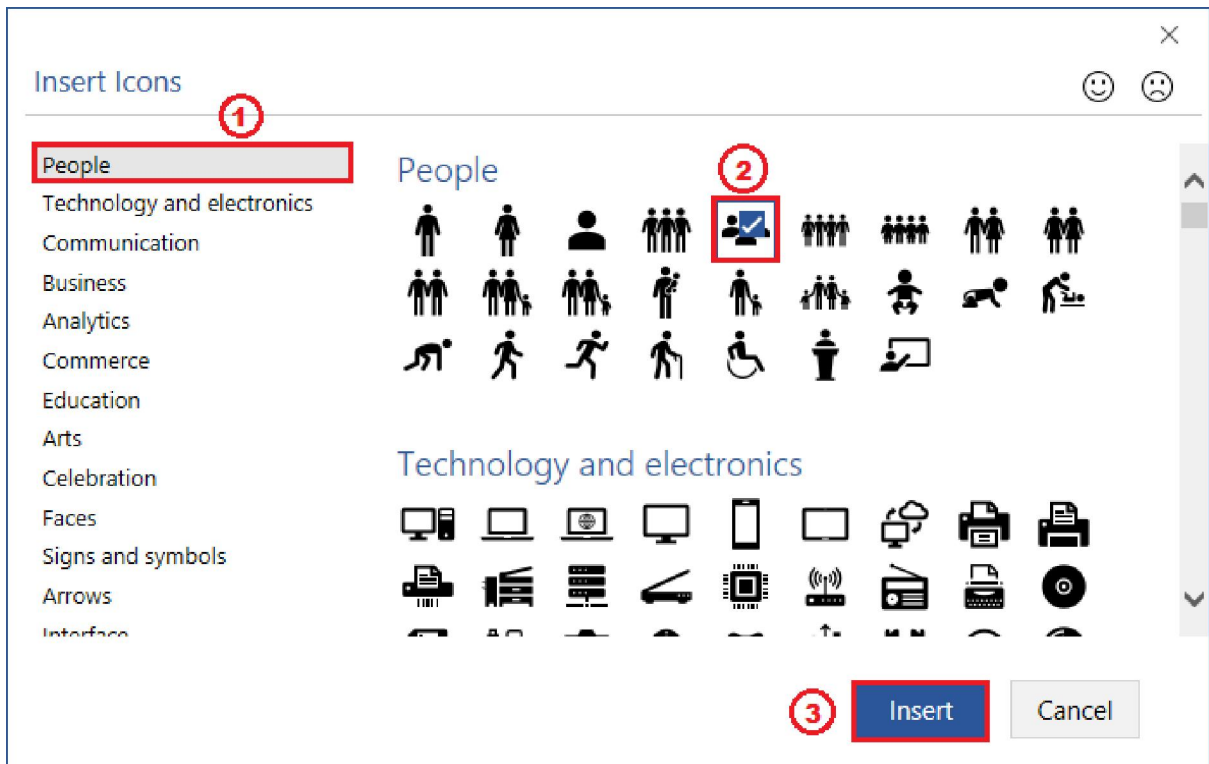 Insert Icons
1
People
Technology and electronics
Communication
Business
Analytics
Commerce
Education
Arts
Celebration
Faces
Signs and symbols
Arrows
Interface
People
2
Technology and electronics
3
Insert
Cancel